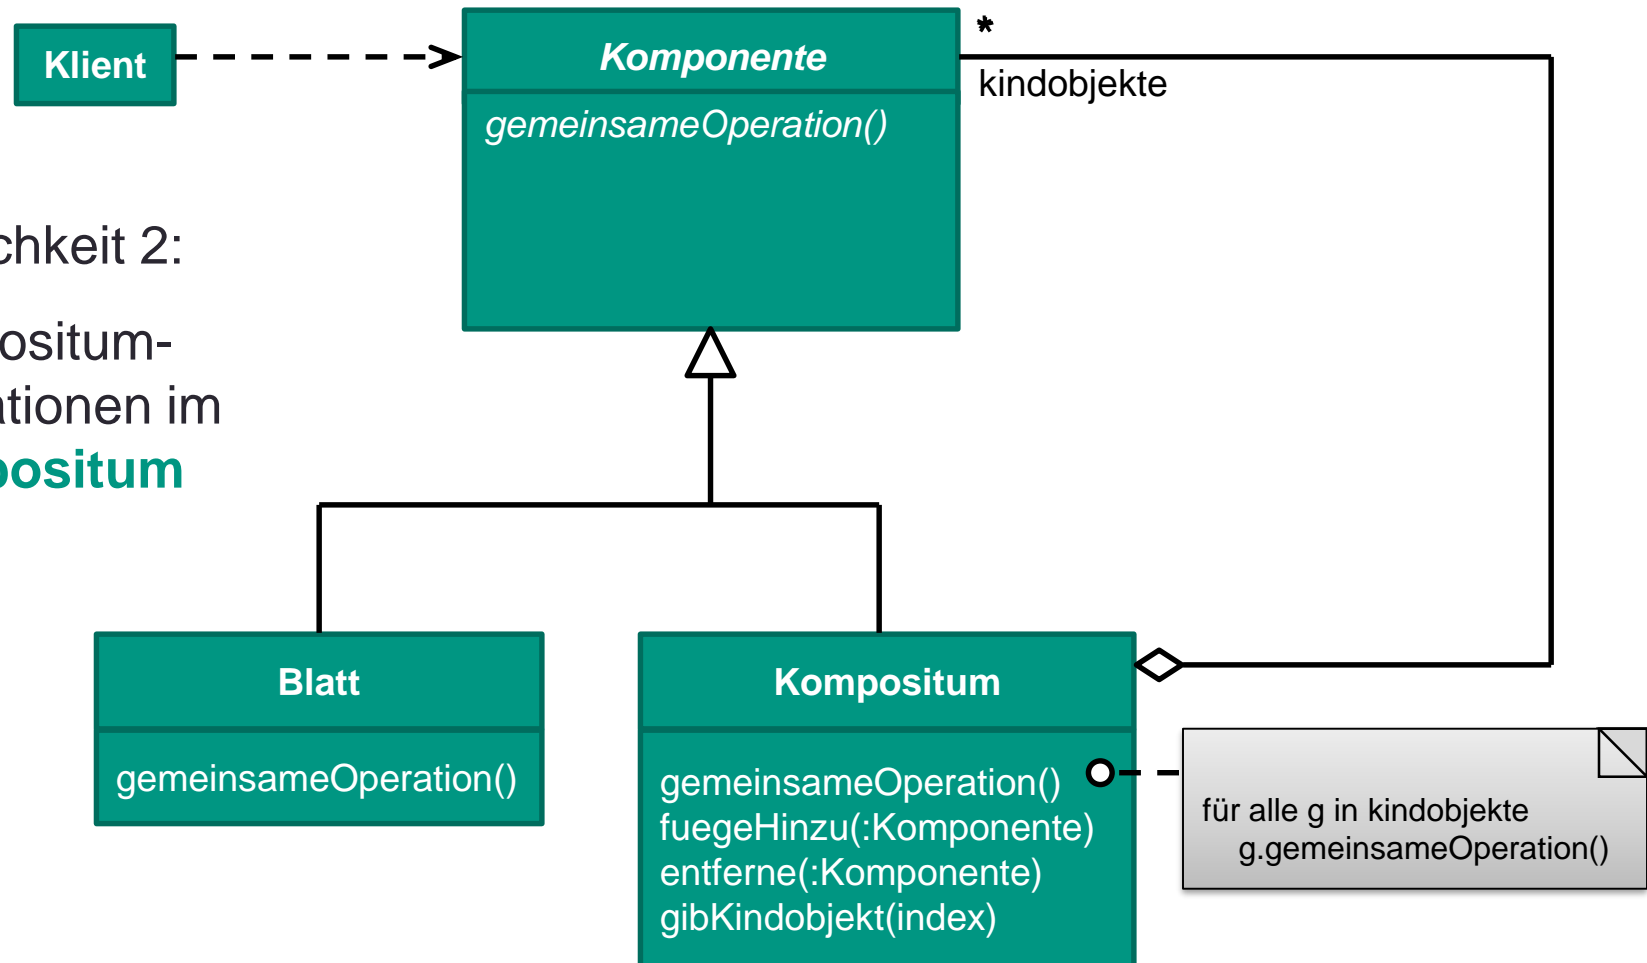 Klient
Komponente
gemeinsameOperation()
*
kindobjekte
chkeit 2:
ositum-
ationen im
positum
Blatt
gemeinsameOperation()
Kompositum
gemeinsameOperation()
fuegeHinzu(:Komponente)
entferne(:Komponente)
gibKindobjekt(index)
für alle g in kindobjekte
g.gemeinsameOperation()